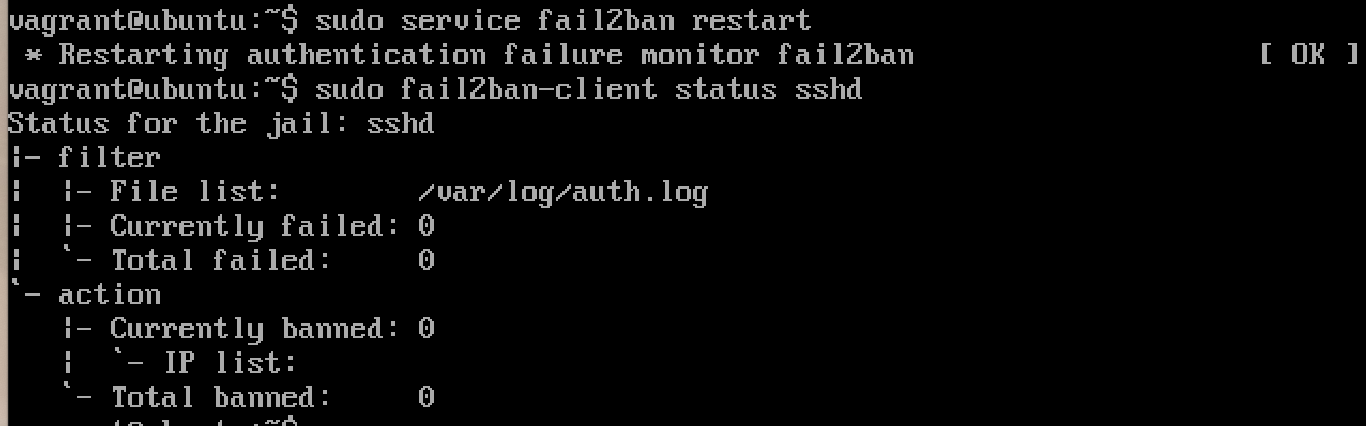 vagrant@ubuntu:~$ sudo service fail2ban restart
 * Restarting authentication failure monitor fail2ban                    [ OK ]
vagrant@ubuntu:~$ sudo fail2ban-client status sshd
Status for the jail: sshd
|- filter
|  |- File list:        /var/log/auth.log
|  |- Currently failed: 0
|  `- Total failed:     0
`- action
   |- Currently banned: 0
   |  `- IP list:
   `- Total banned:     0